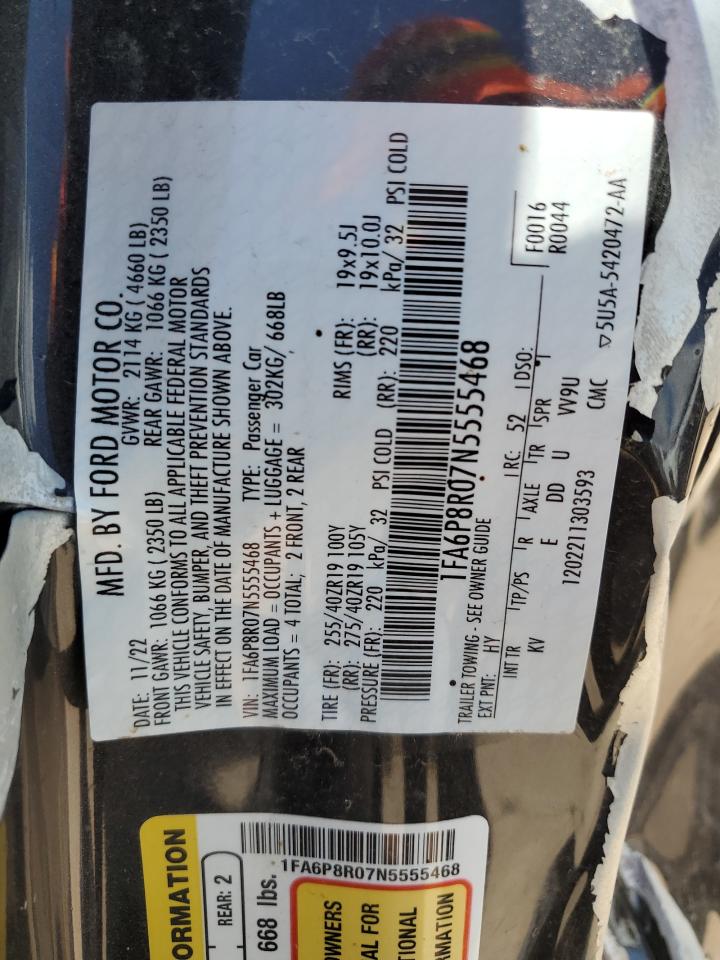 MFD. BY FORD MOTOR CO.
DATE: 11/22 GVWR: 2114 KG ( 4660 LB)
FRONT GAWR: 1066 KG ( 2350 LB) REAR GAWR: 1066 KG ( 2350 LB)
THIS VEHICLE CONFORMS TO ALL APPLICABLE FEDERAL MOTOR
VEHICLE SAFETY, BUMPER, AND THEFT PREVENTION STANDARDS
IN EFFECT ON THE DATE OF MANUFACTURE SHOWN ABOVE.
VIN: 1FA6P8R07N5555468 TYPE: Passenger Car
MAXIMUM LOAD = OCCUPANTS + LUGGAGE = 302KG/ 668LB
OCCUPANTS = 4 TOTAL; 2 FRONT, 2 REAR
TIRE (FR): 255/40ZR19 100Y RIMS (FR): 19x9.5J
(RR): 275/40ZR19 105Y (RR): 19x10.0J
PRESSURE (FR): 220 kPa/ 32 PSI COLD (RR): 220 kPa/ 32 PSI COLD
1FA6P8R07N5555468
TRAILER TOWING - SEE OWNER GUIDE
EXT PNT: HY RC: 52 DSO: F0016
R0044
INT TR TP/PS R AXLE TR SPR
KV E DD U VV9U
1202211303593 CMC ▽5U5A-5420472-AA
ORMATION
REAR: 2
668 lbs.
1FA6P8R07N5555468
OWNERS
AL FOR
TIONAL
RMATION